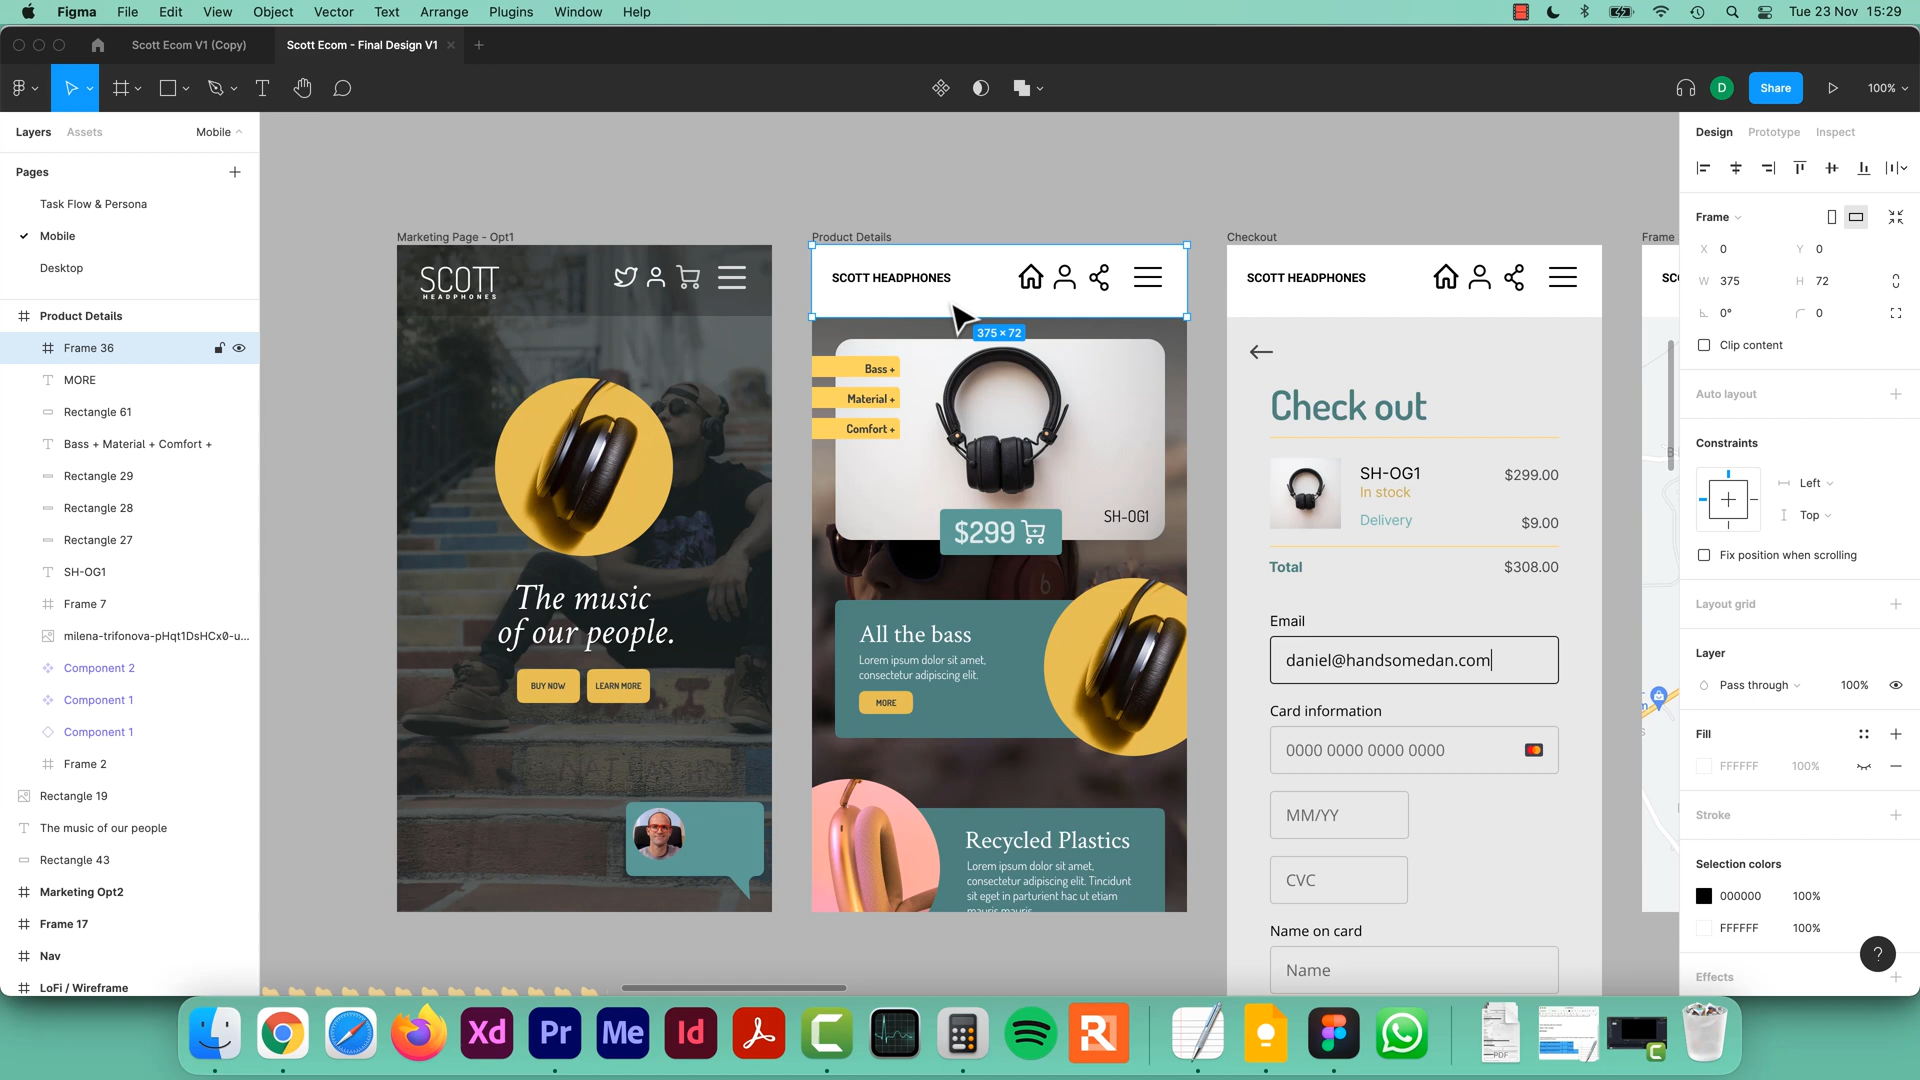 Figma File Edit View Object Vector Text Arrange Plugins Window Help Tue 23 Nov 15:29
Scott Ecom V1 (Copy) Scott Ecom - Final Design V1
D Share 100%
Layers Assets Mobile
Pages
Task Flow & Persona
Mobile
Desktop
Product Details
Frame 36
MORE
Rectangle 61
Bass + Material + Comfort +
Rectangle 29
Rectangle 28
Rectangle 27
SH-OG1
Frame 7
milena-trifonova-pHqt1DsHCx0-u...
Component 2
Component 1
Component 1
Frame 2
Rectangle 19
The music of our people
Rectangle 43
Marketing Opt2
Frame 17
Nav
LoFi / Wireframe
Marketing Page - Opt1
SCOTT
HEADPHONES
The music
of our people.
BUY NOW LEARN MORE
Product Details
SCOTT HEADPHONES
375 × 72
Bass +
Material +
Comfort +
SH-OG1
$299
All the bass
Lorem ipsum dolor sit amet,
consectetur adipiscing elit.
MORE
Recycled Plastics
Lorem ipsum dolor sit amet,
consectetur adipiscing elit. Tincidunt
sit eget in parturient hac ut etiam
mauris mauris.
Checkout
SCOTT HEADPHONES
Check out
SH-OG1 $299.00
In stock
Delivery $9.00
Total $308.00
Email
daniel@handsomedan.com
Card information
0000 0000 0000 0000
MM/YY
CVC
Name on card
Name
Frame
SC
Design Prototype Inspect
Frame
X 0 Y 0
W 375 H 72
0° 0
Clip content
Auto layout
Constraints
Left
Top
Fix position when scrolling
Layout grid
Layer
Pass through 100%
Fill
FFFFFF 100%
Stroke
Selection colors
000000 100%
FFFFFF 100%
?
Effects
Xd Pr Me Id
PDF